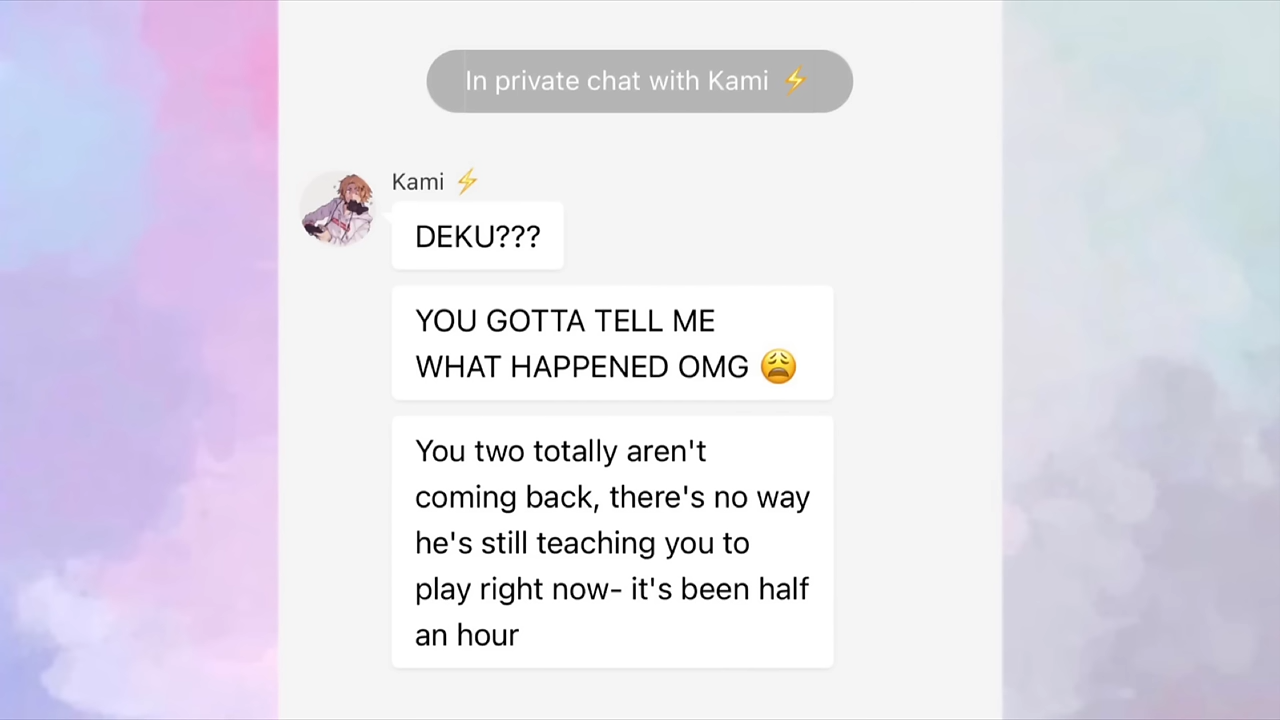 In private chat with Kami ⚡
Kami ⚡
DEKU???
YOU GOTTA TELL ME
WHAT HAPPENED OMG 😩
You two totally aren't
coming back, there's no way
he's still teaching you to
play right now- it's been half
an hour